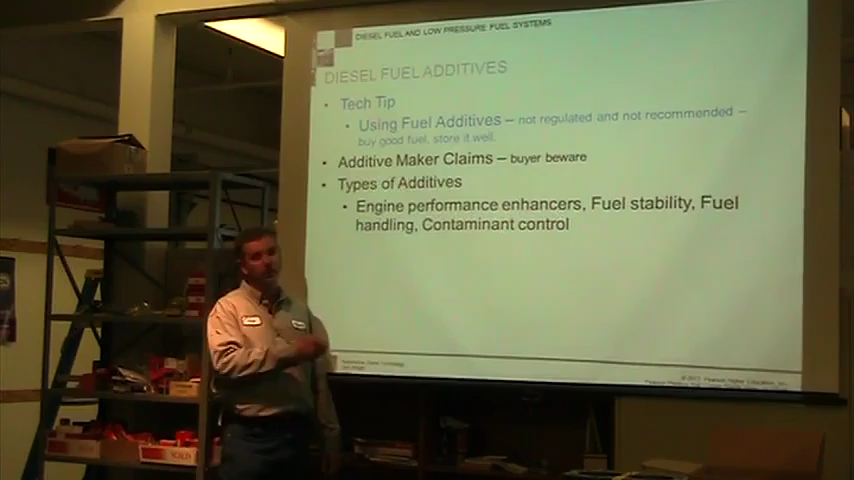 DIESEL FUEL AND LOW PRESSURE FUEL SYSTEMS
DIESEL FUEL ADDITIVES
• Tech Tip
• Using Fuel Additives – not regulated and not recommended –
buy good fuel, store it well.
• Additive Maker Claims – buyer beware
• Types of Additives
• Engine performance enhancers, Fuel stability, Fuel
handling, Contaminant control